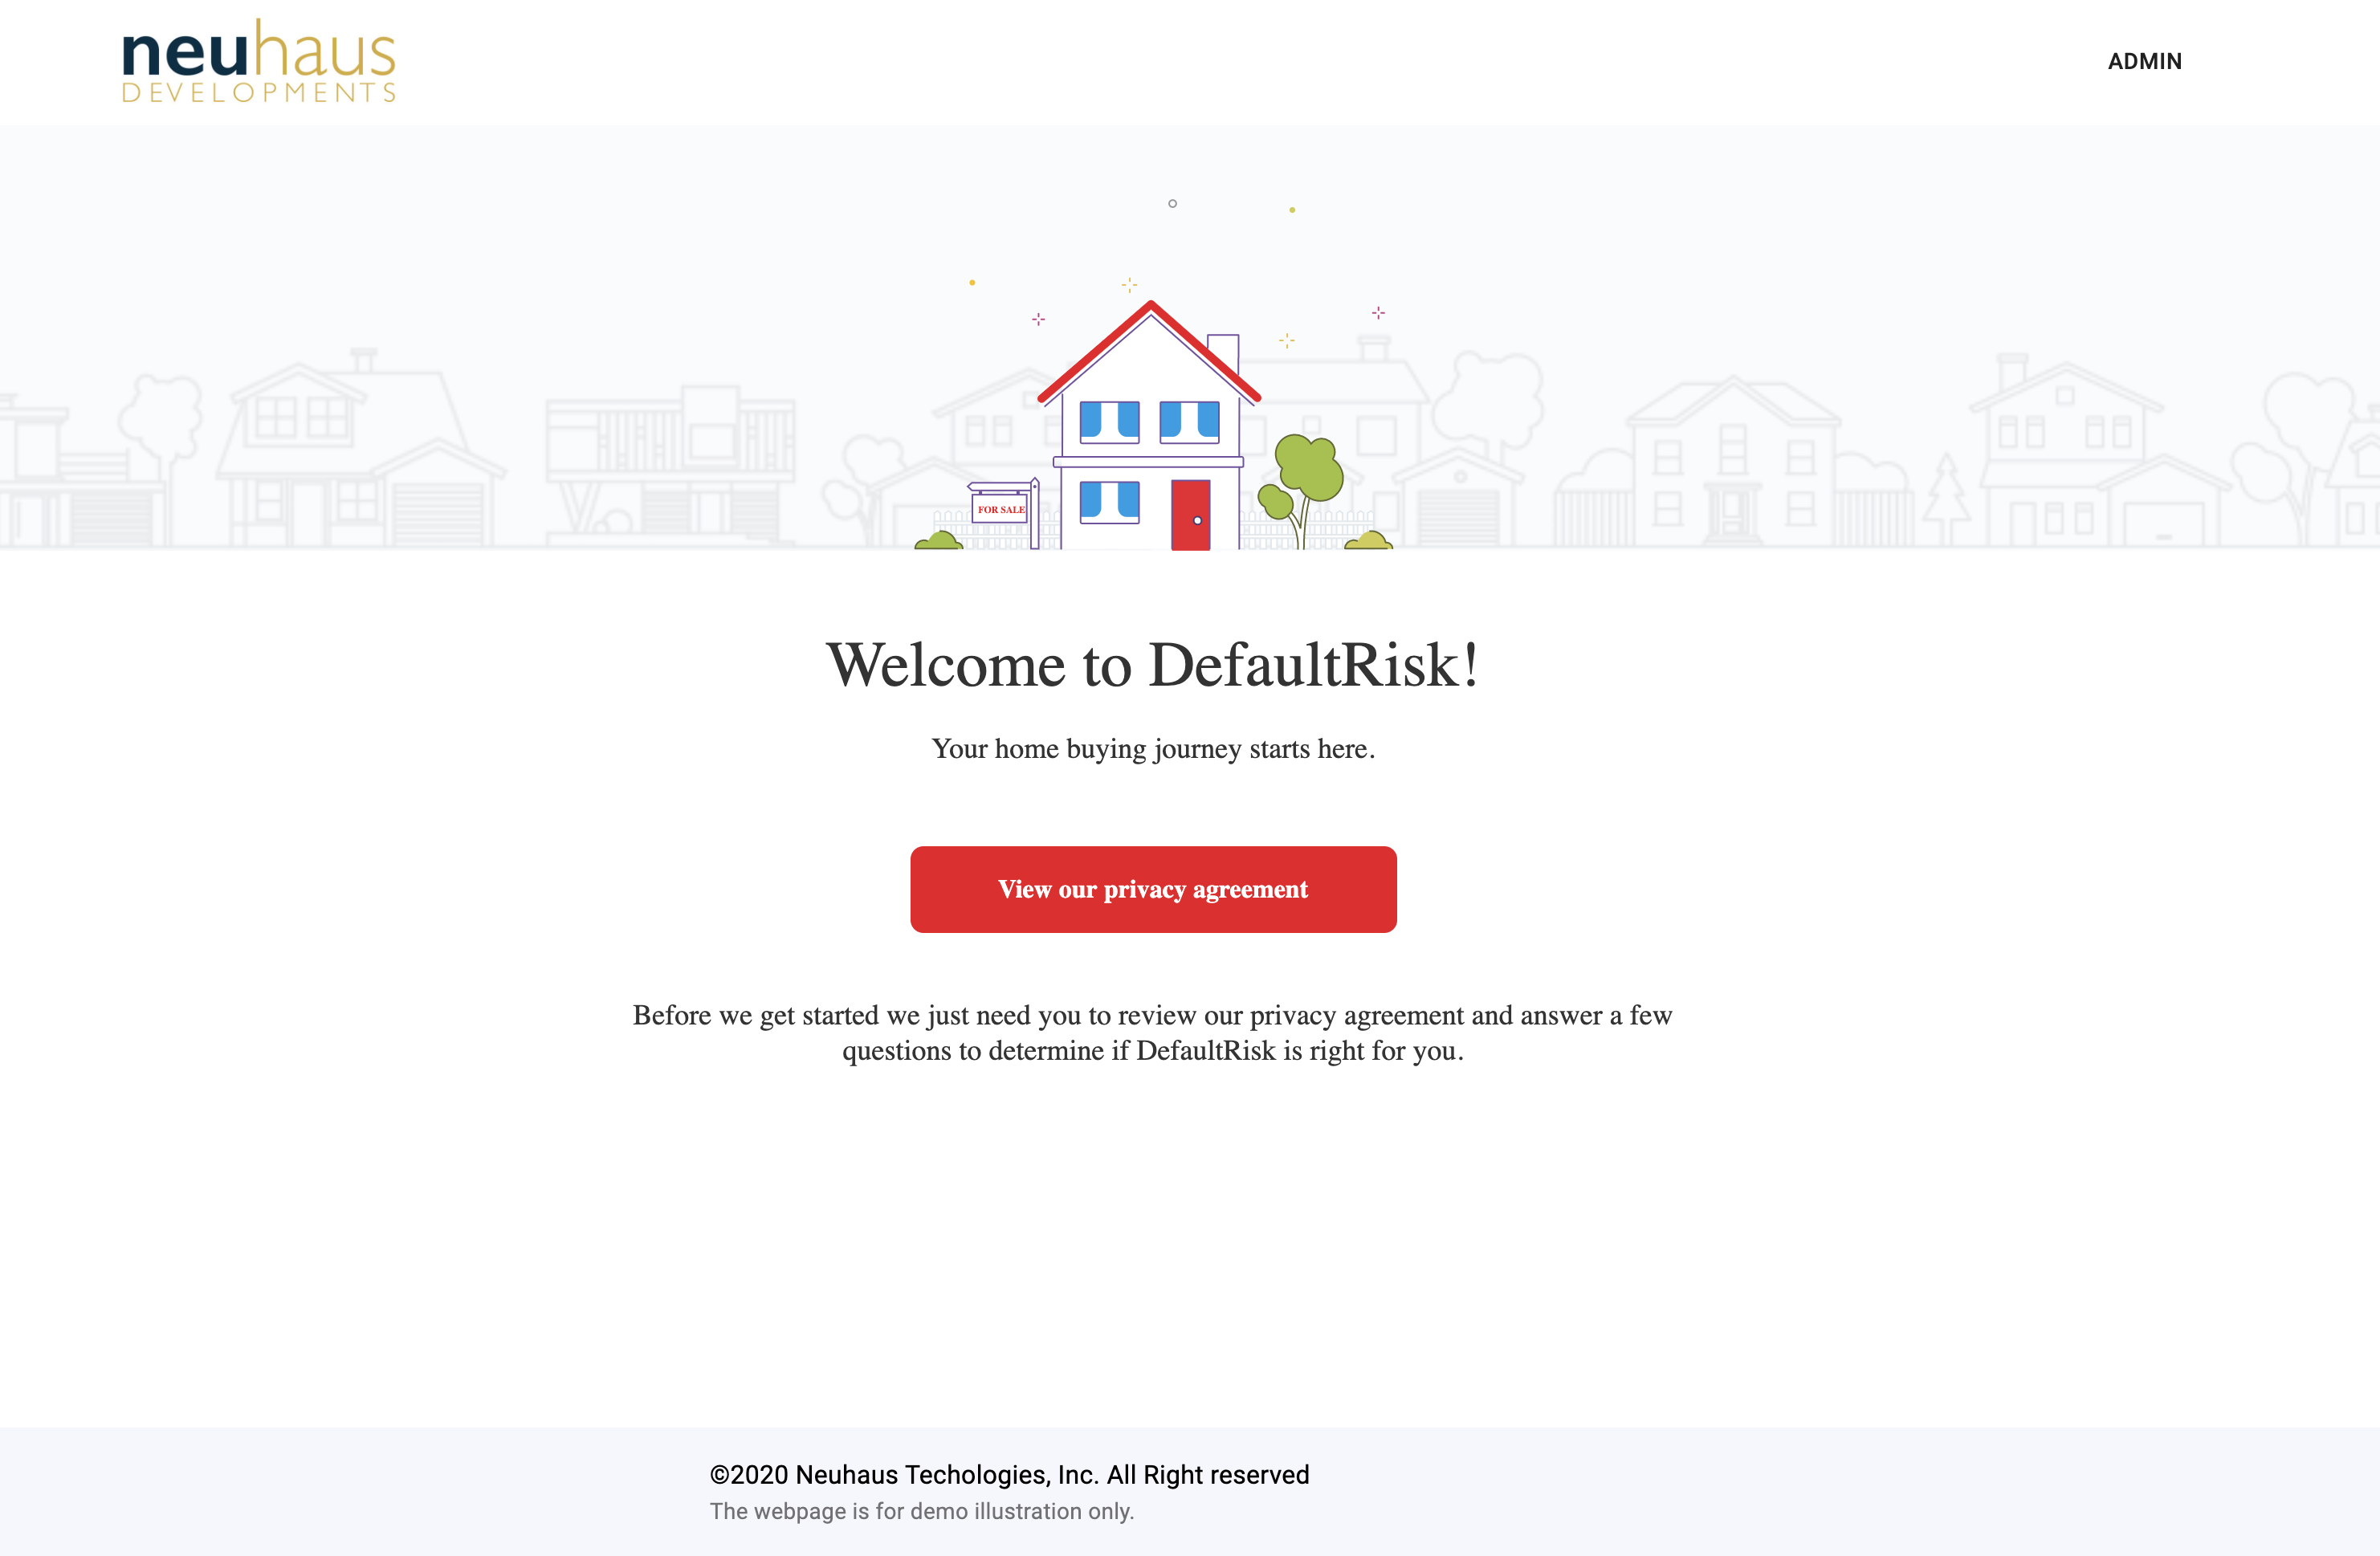 neuhaus
DEVELOPMENTS
ADMIN
FOR SALE
Welcome to DefaultRisk!
Your home buying journey starts here.
View our privacy agreement
Before we get started we just need you to review our privacy agreement and answer a few
questions to determine if DefaultRisk is right for you.
©2020 Neuhaus Techologies, Inc. All Right reserved
The webpage is for demo illustration only.